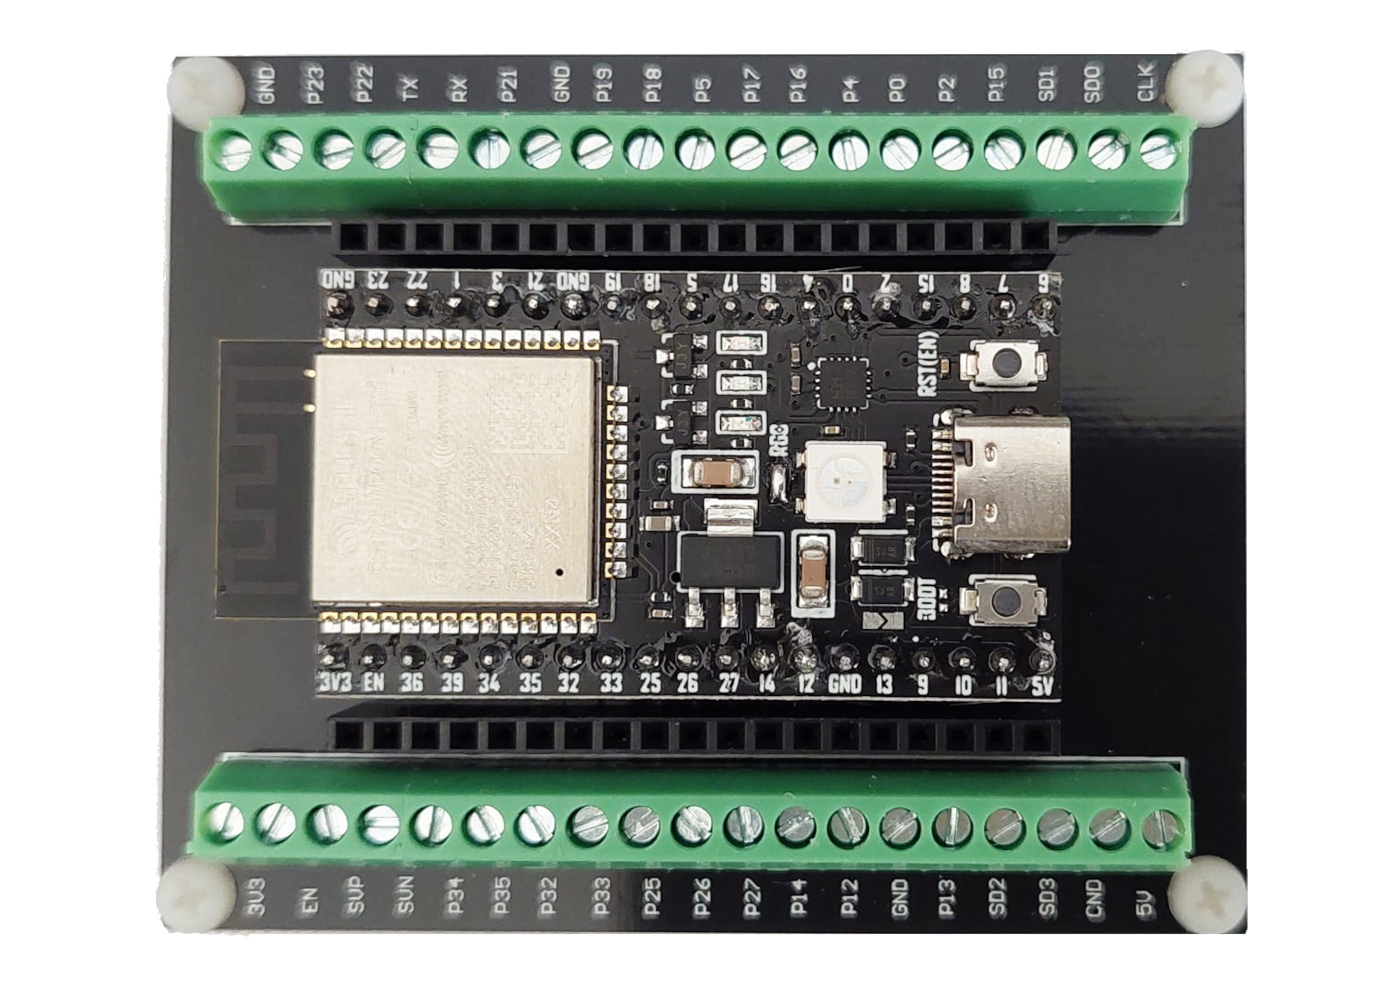 GND P23 P22 TX RX P21 GND P19 P18 P5 P17 P16 P4 P0 P2 P15 SD1 SD0 CLK
GND 23 22 1 3 21 GND 19 18 5 17 16 4 0 2 15 8 7 6
RST(EN)
BOOT
3V3 EN 36 39 34 35 32 33 25 26 27 14 12 GND 13 9 10 11 5V
3V3 EN SVP SVN P34 P35 P32 P33 P25 P26 P27 P14 P12 GND P13 SD2 SD3 CND 5V